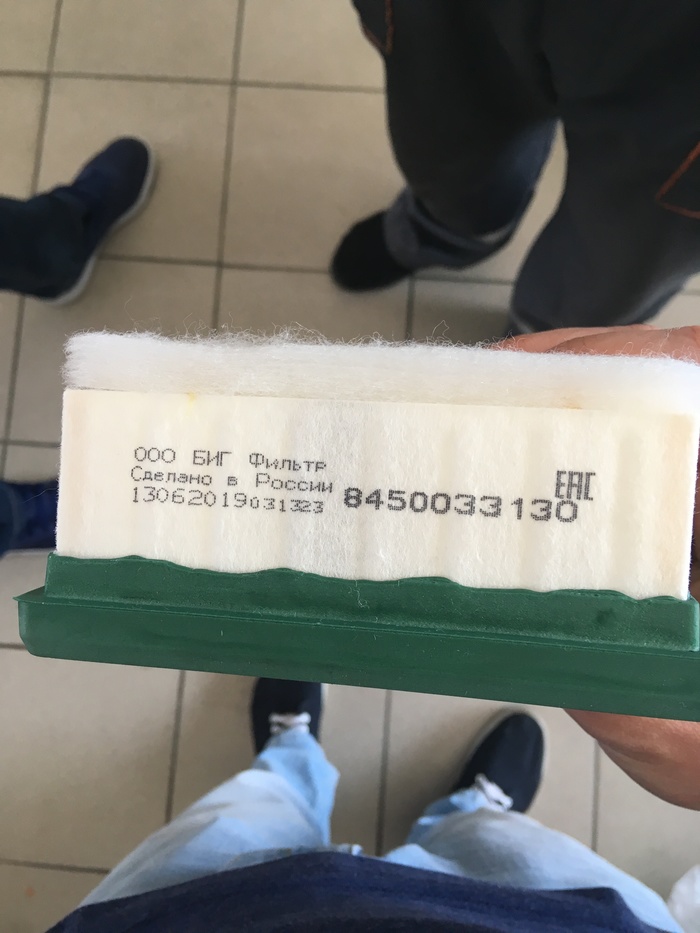 ООО БИГ Фильтр
Сделано в России
13062019031323
8450033130
ЕАС